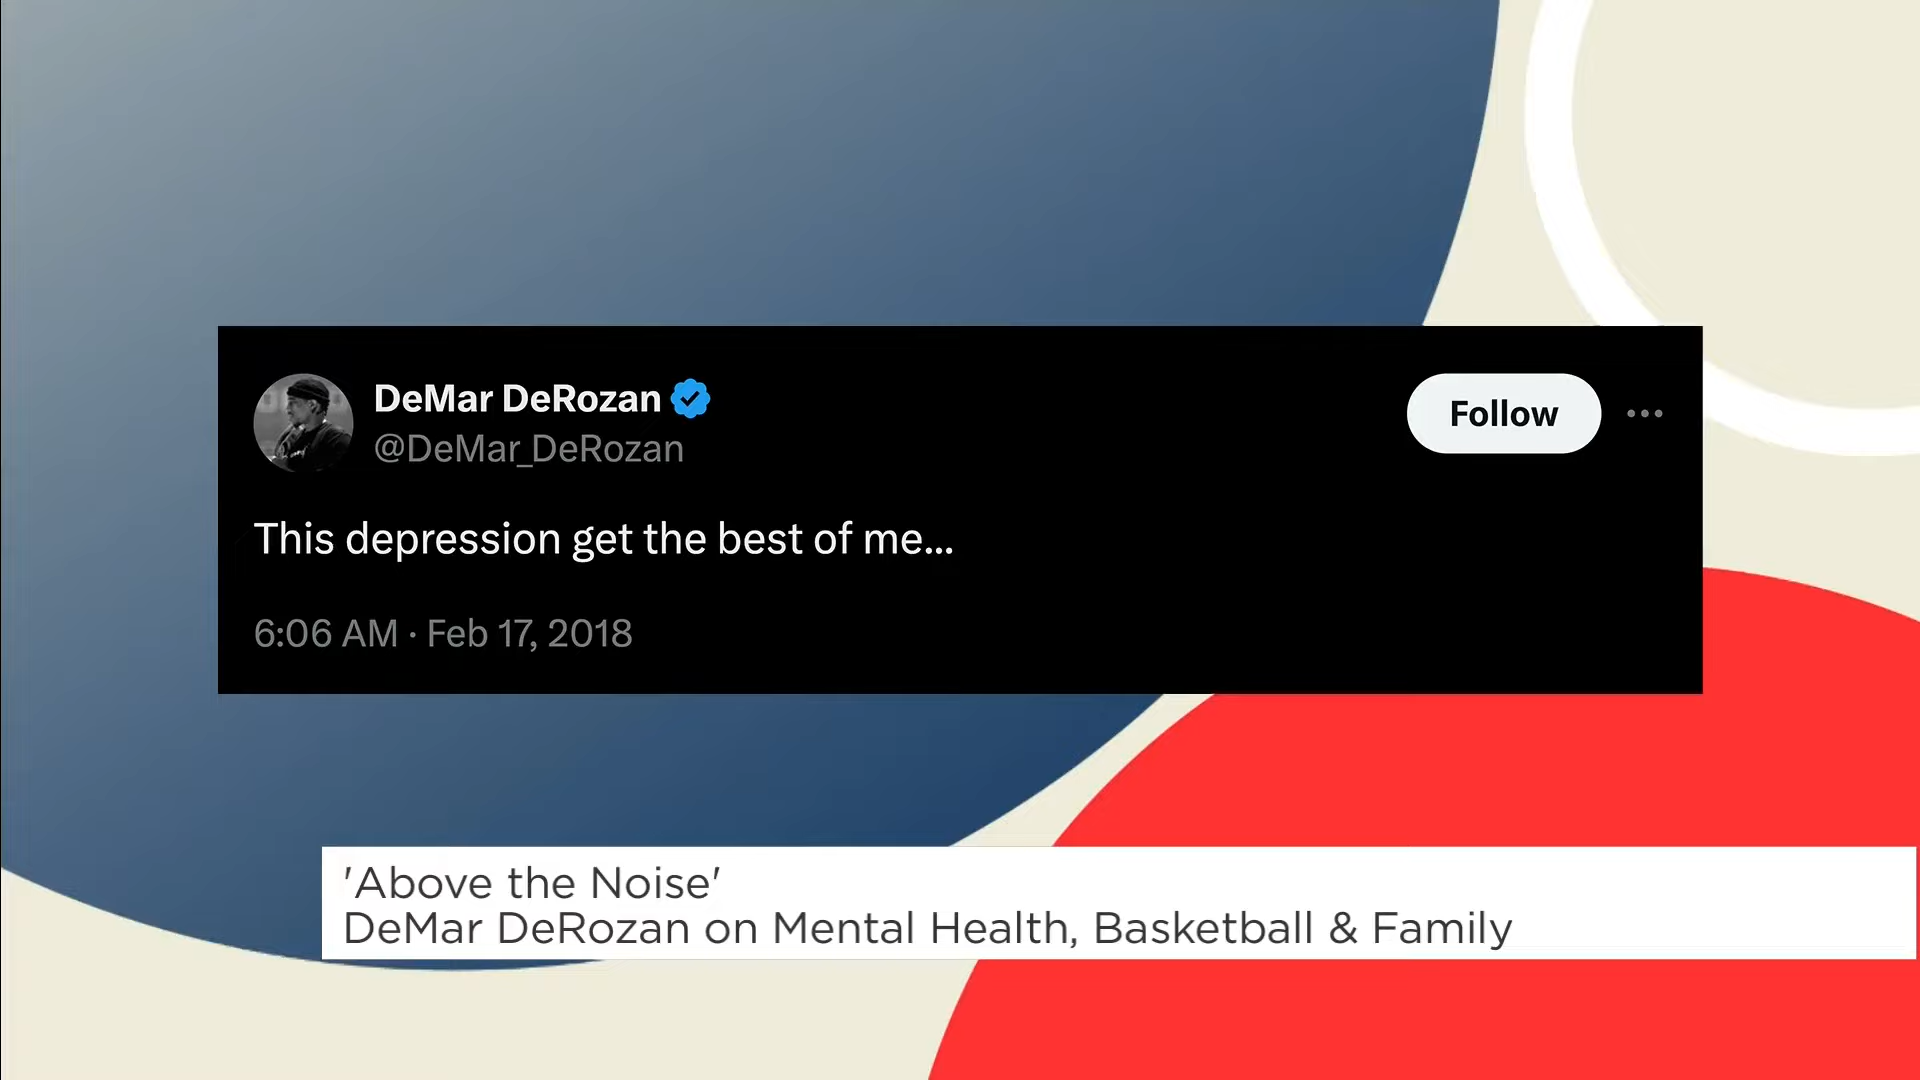 DeMar DeRozan
@DeMar_DeRozan
Follow
This depression get the best of me...
6:06 AM · Feb 17, 2018
'Above the Noise'
DeMar DeRozan on Mental Health, Basketball & Family